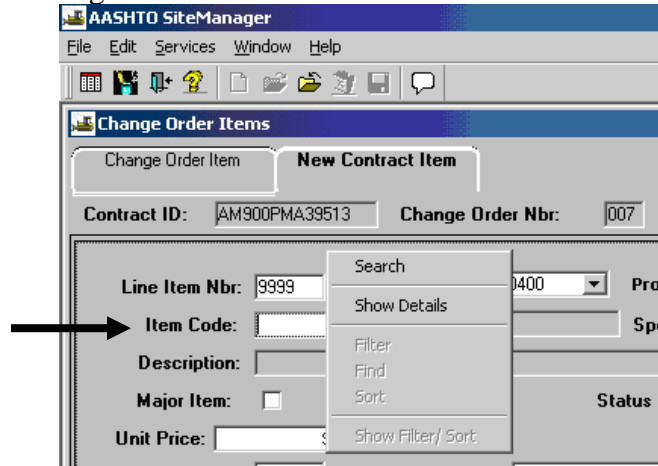 AASHTO SiteManager
File Edit Services Window Help
Change Order Items
Change Order Item New Contract Item
Contract ID: AM900PMA39513 Change Order Nbr: 007
Search
Line Item Nbr: 9999 0400
Show Details
Item Code:
Filter
Description:
Find
Major Item: Sort Status
Unit Price: Show Filter/ Sort